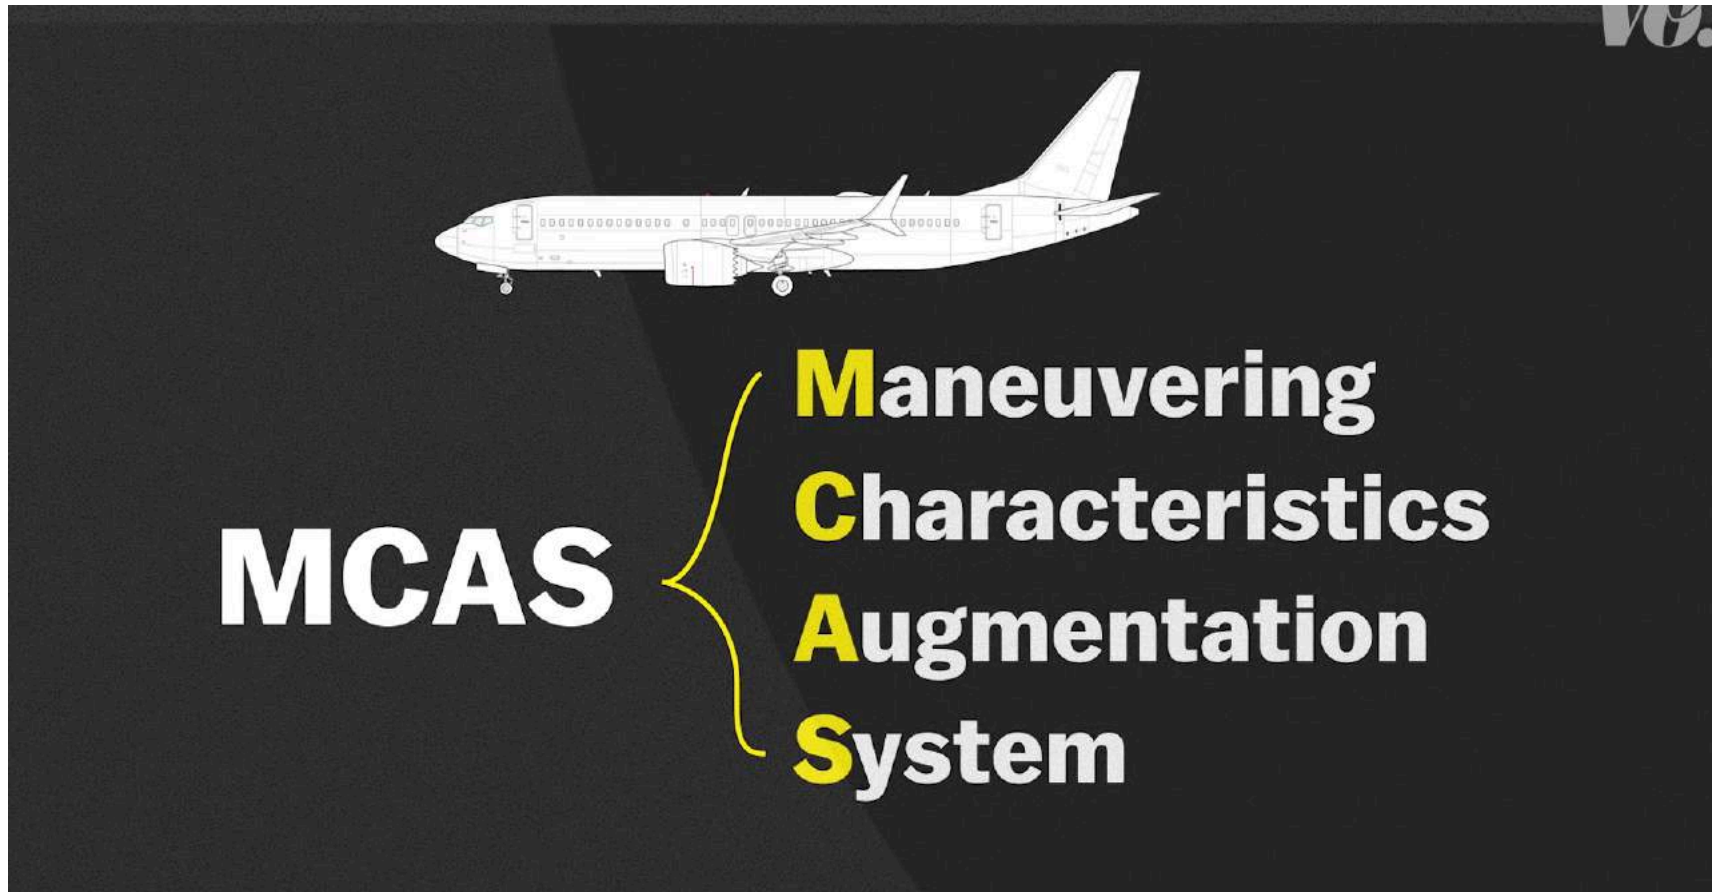 MCAS
Maneuvering
Characteristics
Augmentation
System